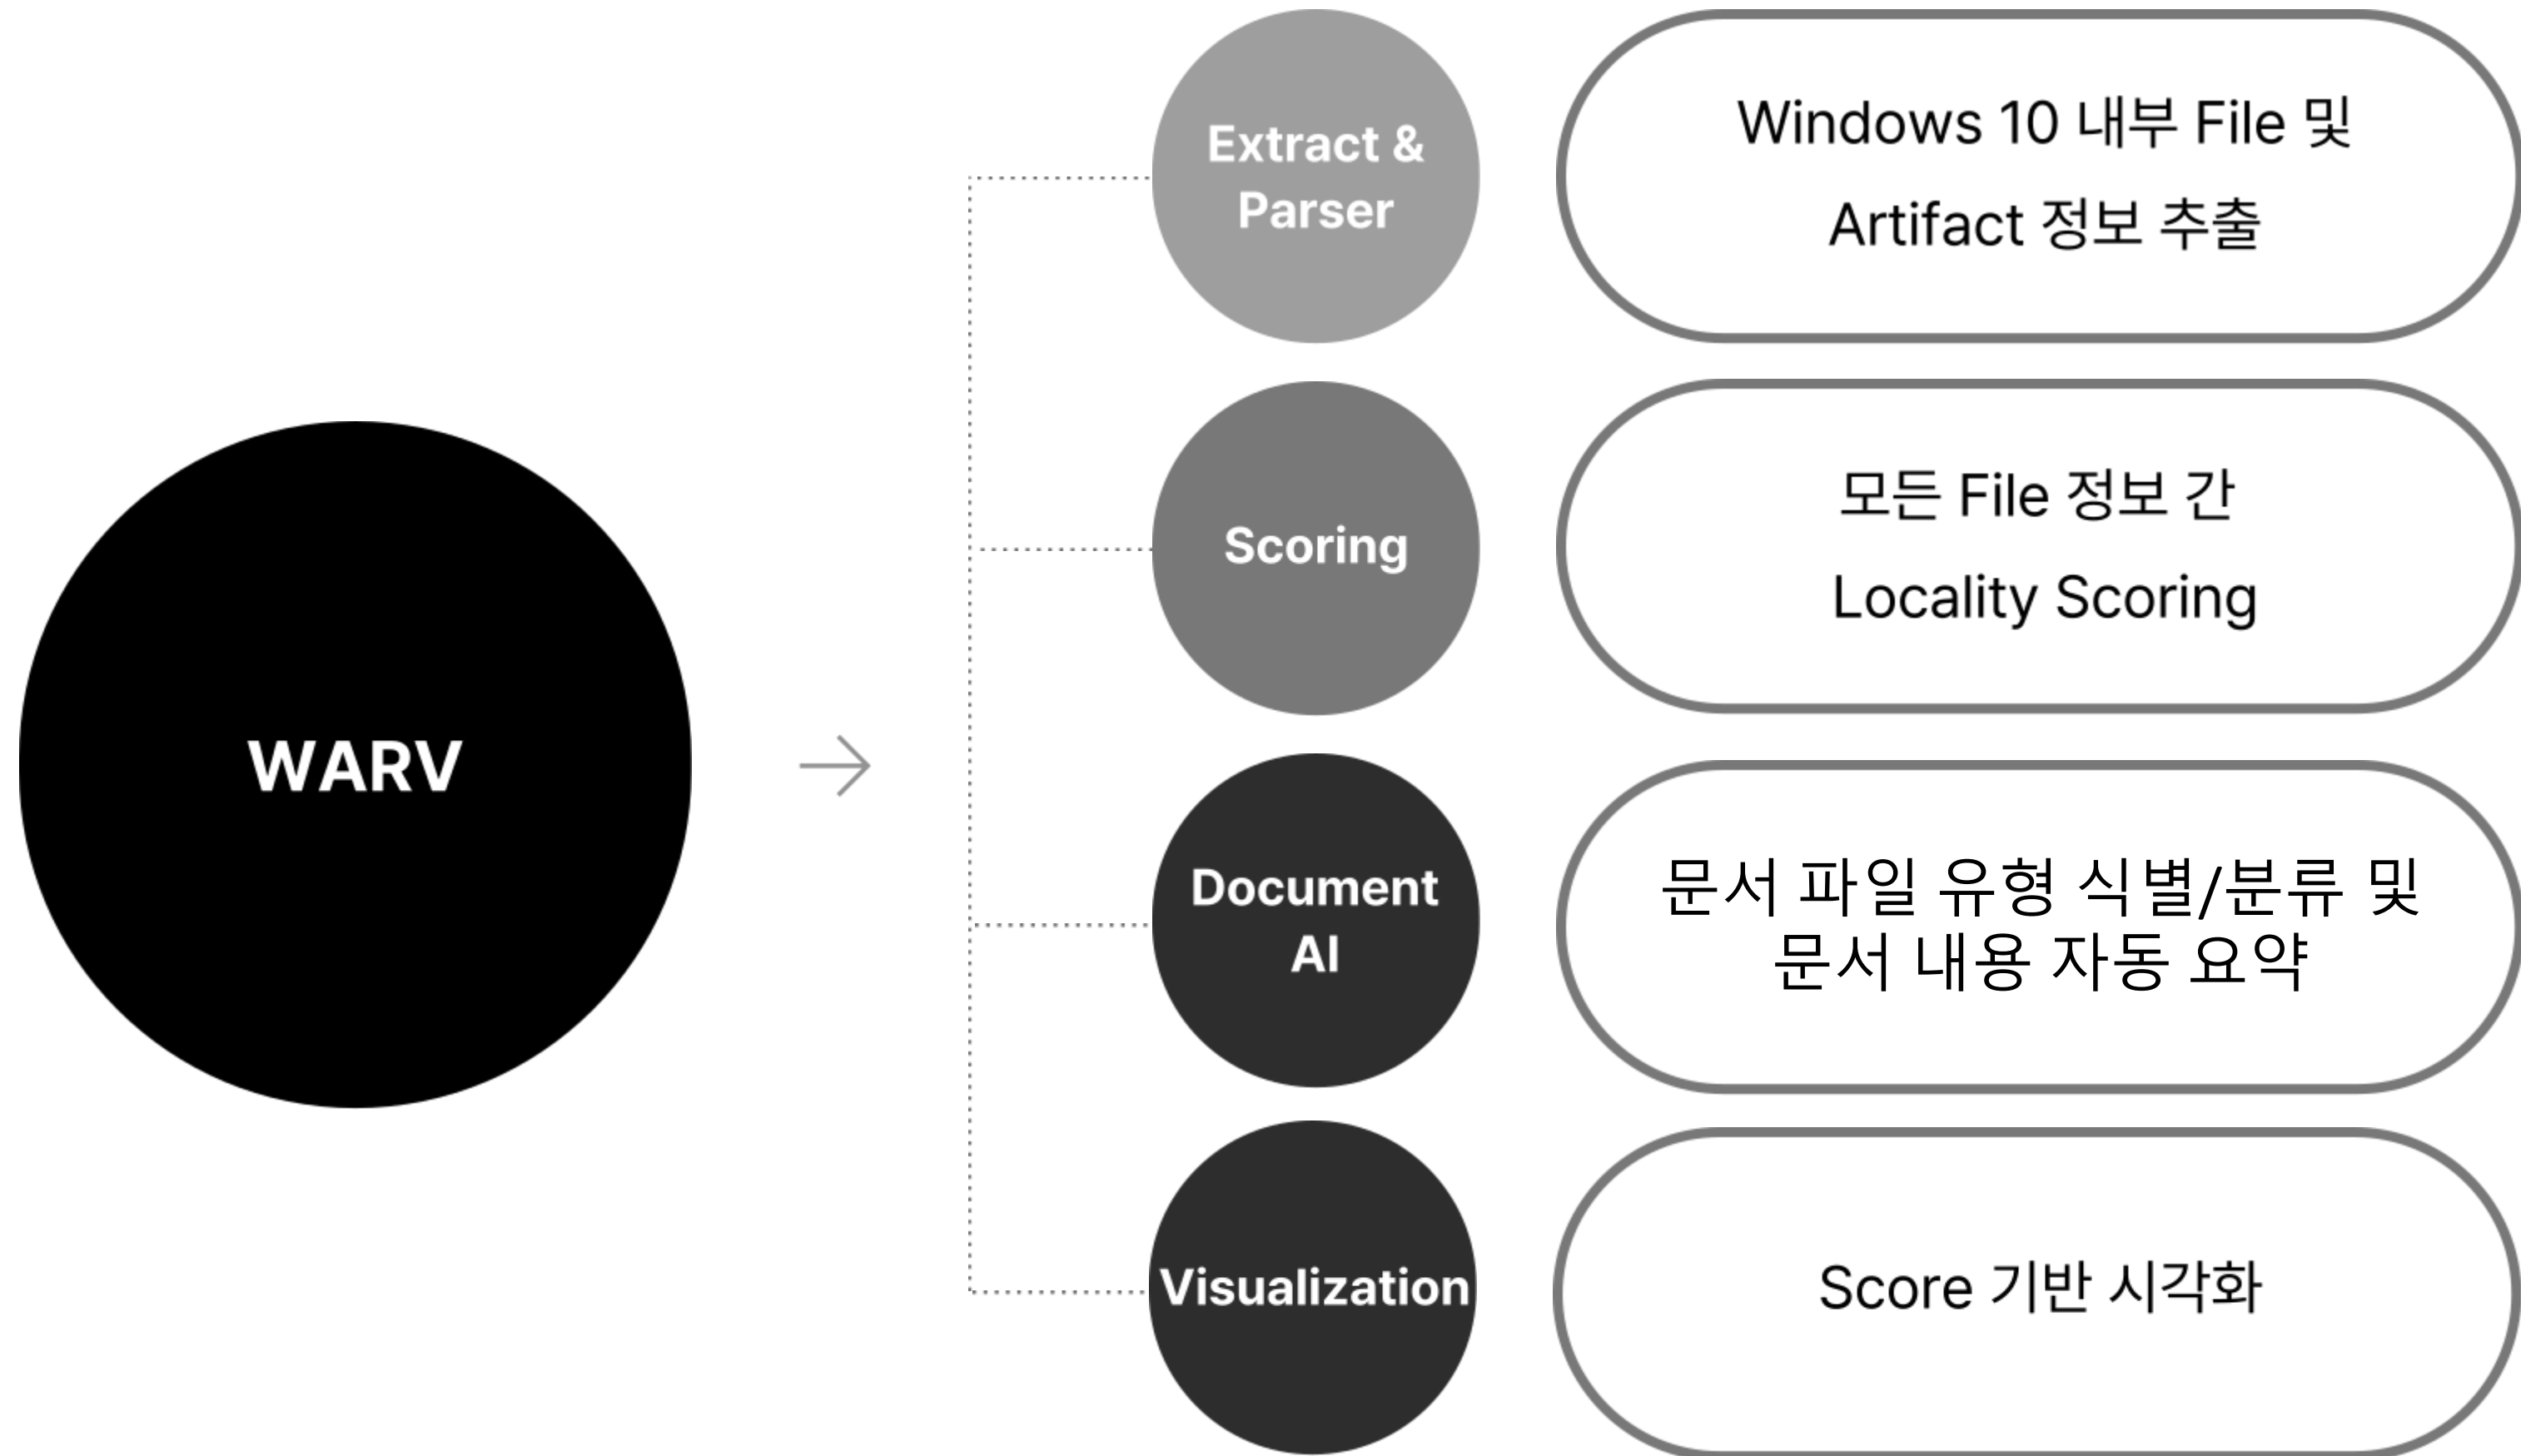 WARV
Extract &
Parser
Windows 10 내부 File 및
Artifact 정보 추출
Scoring
모든 File 정보 간
Locality Scoring
Document
AI
문서 파일 유형 식별/분류 및
문서 내용 자동 요약
Visualization
Score 기반 시각화